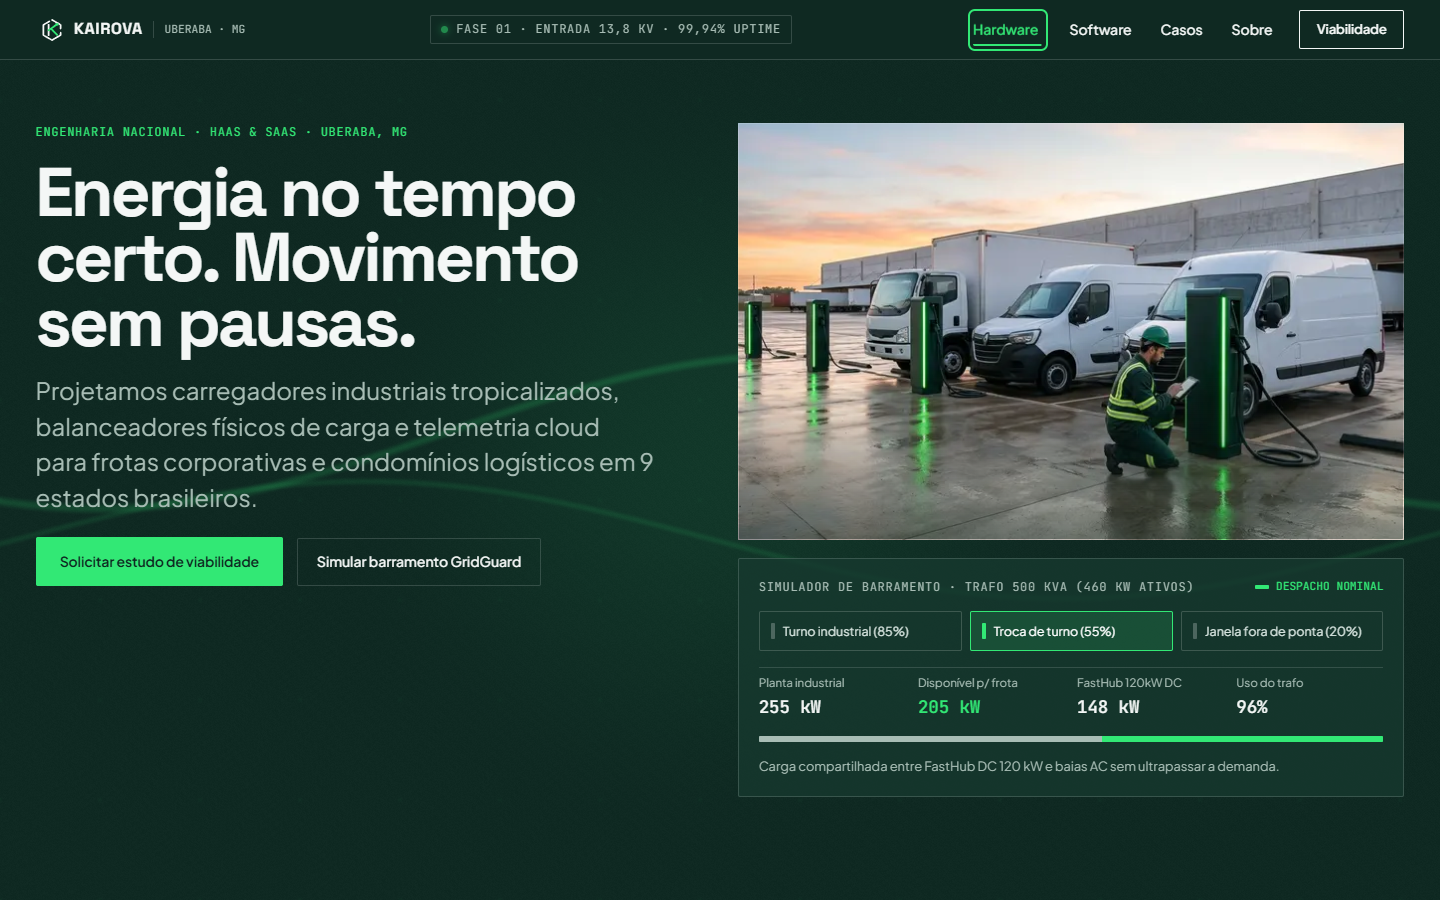 KAIROVA
UBERABA · MG
FASE 01 · ENTRADA 13,8 KV · 99,94% UPTIME
Hardware
Software
Casos
Sobre
Viabilidade
ENGENHARIA NACIONAL · HAAS & SAAS · UBERABA, MG
Energia no tempo
certo. Movimento
sem pausas.
Projetamos carregadores industriais tropicalizados,
balanceadores físicos de carga e telemetria cloud
para frotas corporativas e condomínios logísticos em 9
estados brasileiros.
Solicitar estudo de viabilidade
Simular barramento GridGuard
SIMULADOR DE BARRAMENTO · TRAFO 500 KVA (460 KW ATIVOS)
DESPACHO NOMINAL
Turno industrial (85%)
Troca de turno (55%)
Janela fora de ponta (20%)
Planta industrial
Disponível p/ frota
FastHub 120kW DC
Uso do trafo
255 kW
205 kW
148 kW
96%
Carga compartilhada entre FastHub DC 120 kW e baias AC sem ultrapassar a demanda.